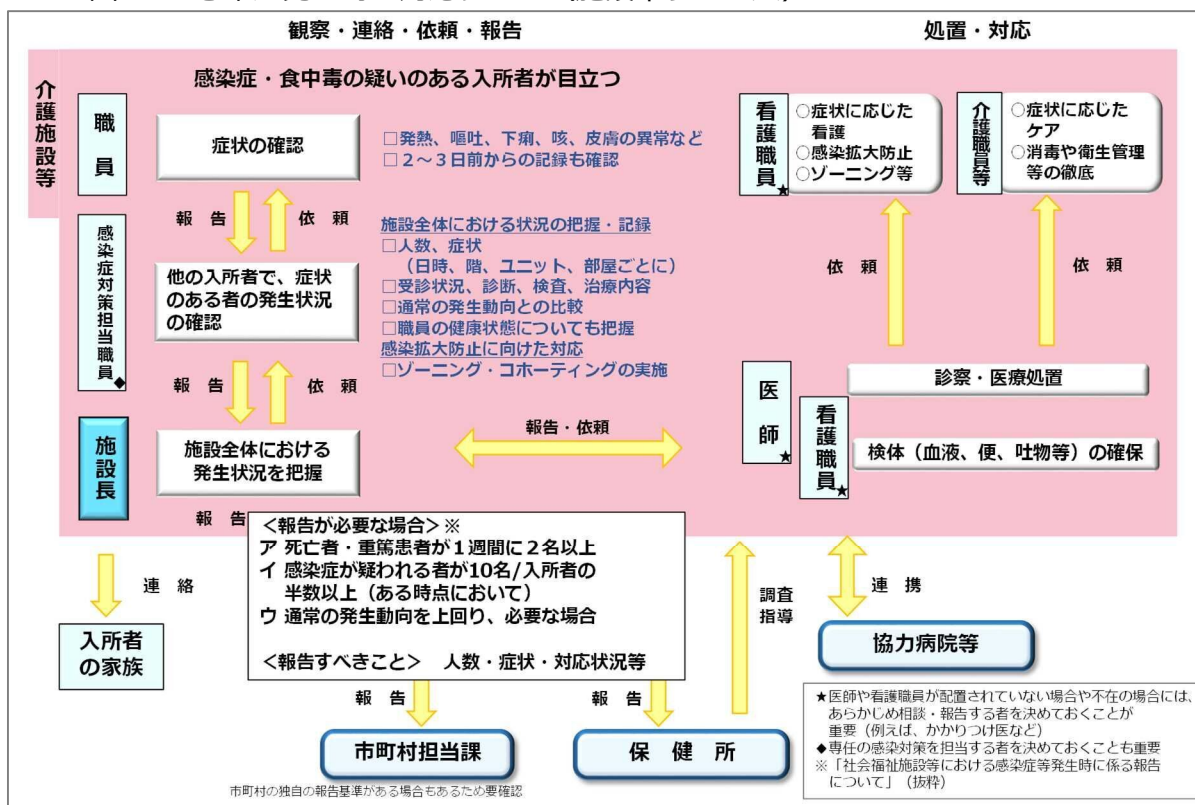 観察・連絡・依頼・報告
処置・対応
介護施設等
感染症・食中毒の疑いのある入所者が目立つ
職員
症状の確認
□発熱、嘔吐、下痢、咳、皮膚の異常など
□２～３日前からの記録も確認
看護職員★
○症状に応じた
看護
○感染拡大防止
○ゾーニング等
介護職員等
○症状に応じた
ケア
○消毒や衛生管理
等の徹底
報告
依頼
感染症対策担当職員◆
他の入所者で、症状
のある者の発生状況
の確認
施設全体における状況の把握・記録
□人数、症状
（日時、階、ユニット、部屋ごとに）
□受診状況、診断、検査、治療内容
□通常の発生動向との比較
□職員の健康状態についても把握
感染拡大防止に向けた対応
□ゾーニング・コホーティングの実施
依頼
依頼
報告
依頼
施設長
施設全体における
発生状況を把握
報告・依頼
医師★
看護職員★
診察・医療処置
検体（血液、便、吐物等）の確保
報告
＜報告が必要な場合＞※
ア 死亡者・重篤患者が１週間に２名以上
イ 感染症が疑われる者が10名/入所者の
半数以上（ある時点において）
ウ 通常の発生動向を上回り、必要な場合
＜報告すべきこと＞ 人数・症状・対応状況等
連絡
入所者
の家族
調査
指導
連携
協力病院等
報告
報告
市町村担当課
保健所
市町村の独自の報告基準がある場合もあるため要確認
★医師や看護職員が配置されていない場合や不在の場合には、
あらかじめ相談・報告する者を決めておくことが
重要（例えば、かかりつけ医など）
◆専任の感染対策を担当する者を決めておくことも重要
※「社会福祉施設等における感染症等発生時に係る報告
について」（抜粋）